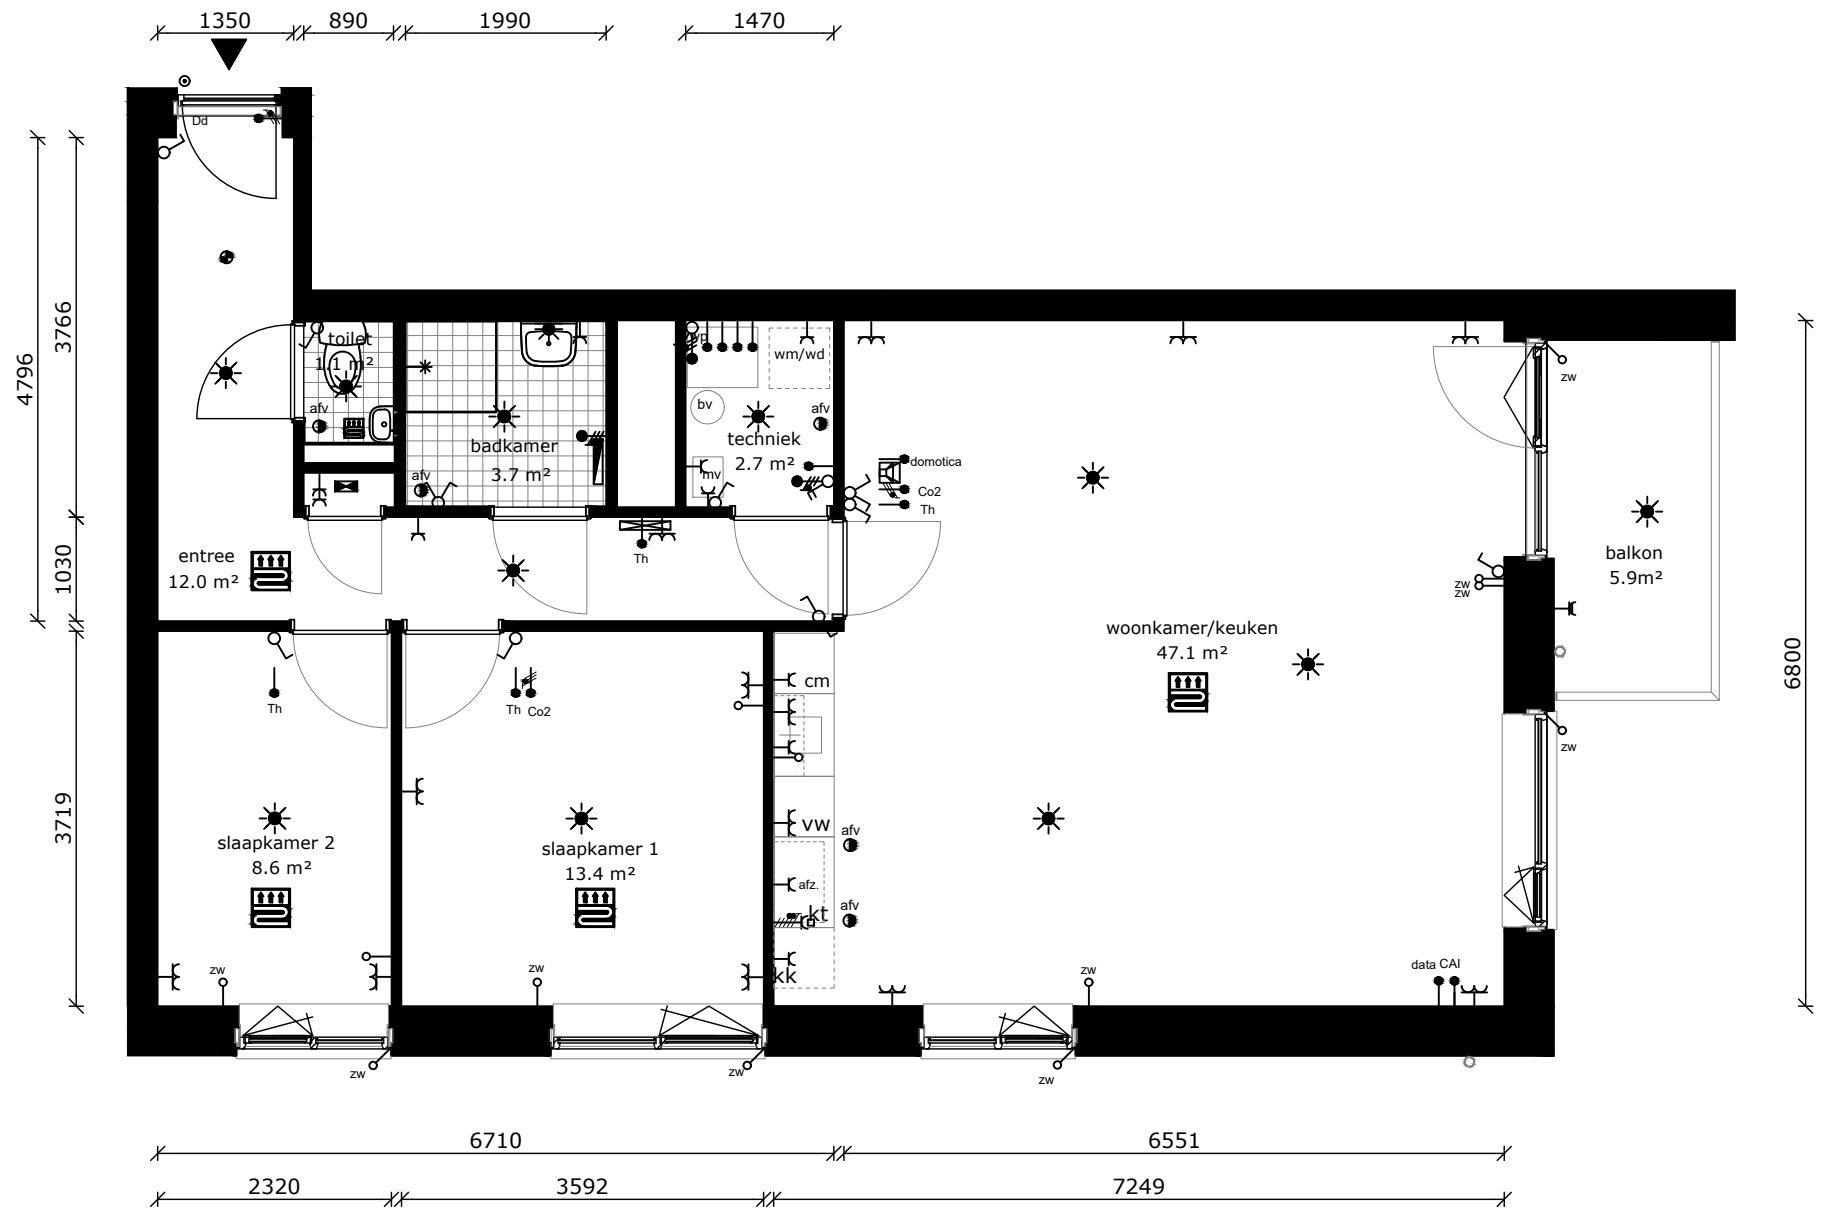 1350
890
1990
1470
Dd
4796
3766
1030
3719
6800
toilet
1.1 m²
afv
badkamer
3.7 m²
afv
wm/wd
bv
afv
techniek
2.7 m²
mv
domotica
Co2
Th
zw
balkon
5.9m²
entree
12.0 m²
Th
zw
zw
woonkamer/keuken
47.1 m²
Th
Th
Co2
cm
zw
vw
afv
slaapkamer 2
8.6 m²
slaapkamer 1
13.4 m²
afz.
kt
afv
kk
zw
zw
zw
data
CAI
zw
zw
zw
6710
6551
2320
3592
7249